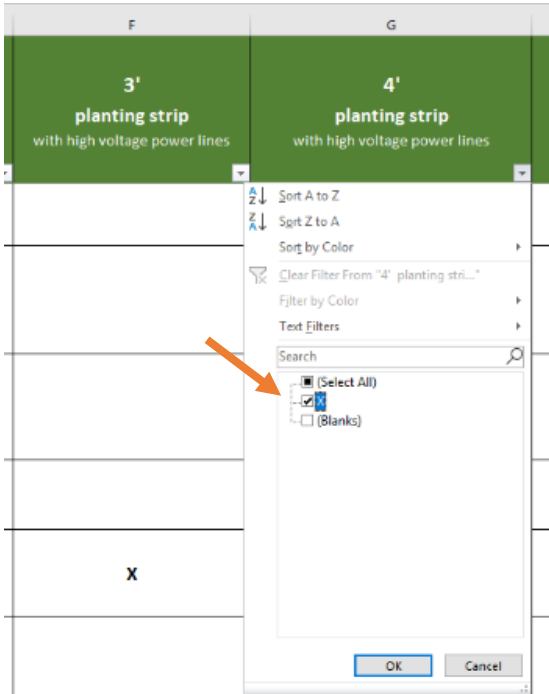 F
G
3'
planting strip
with high voltage power lines
4'
planting strip
with high voltage power lines
Sort A to Z
Sort Z to A
Sort by Color
Clear Filter From "4' planting stri..."
Filter by Color
Text Filters
Search
(Select All)
X
(Blanks)
X
OK
Cancel